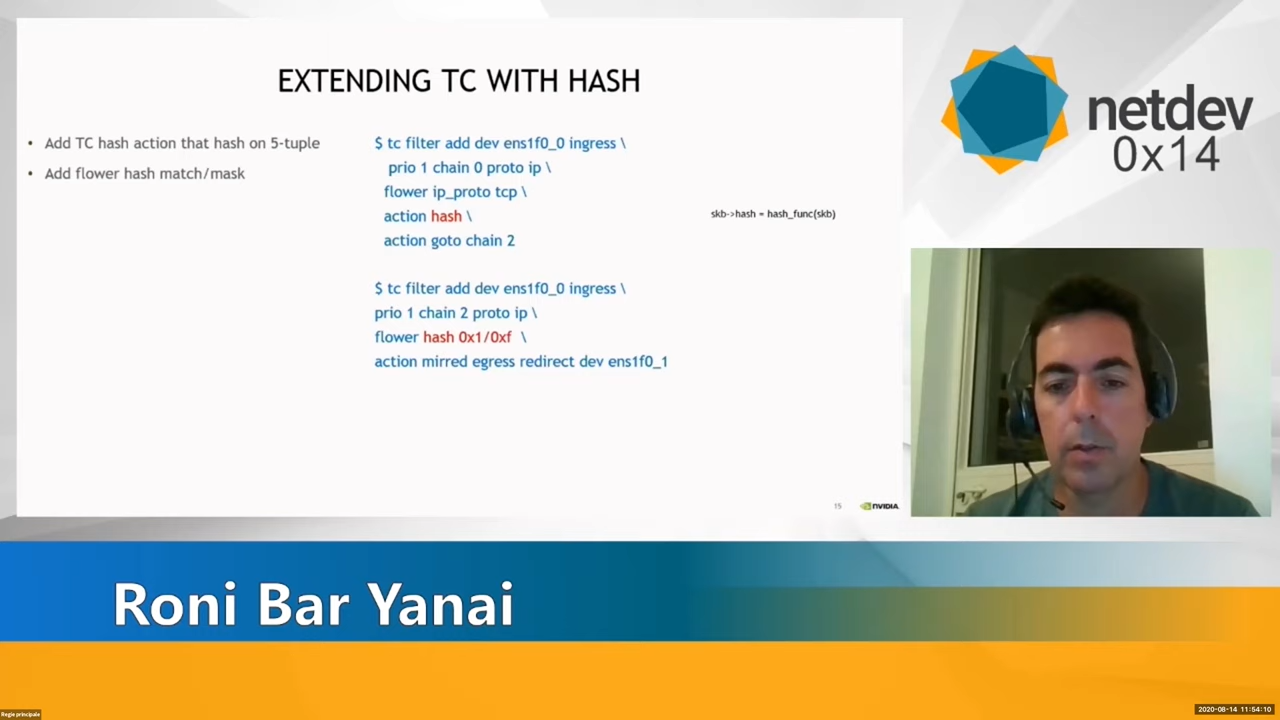 EXTENDING TC WITH HASH
• Add TC hash action that hash on 5-tuple
• Add flower hash match/mask
$ tc filter add dev ens1f0_0 ingress \
prio 1 chain 0 proto ip \
flower ip_proto tcp \
action hash \
action goto chain 2
skb->hash = hash_func(skb)
$ tc filter add dev ens1f0_0 ingress \
prio 1 chain 2 proto ip \
flower hash 0x1/0xf \
action mirred egress redirect dev ens1f0_1
15
NVIDIA
netdev
0x14
Roni Bar Yanai
Regie principale
2020-08-14 11:54:10